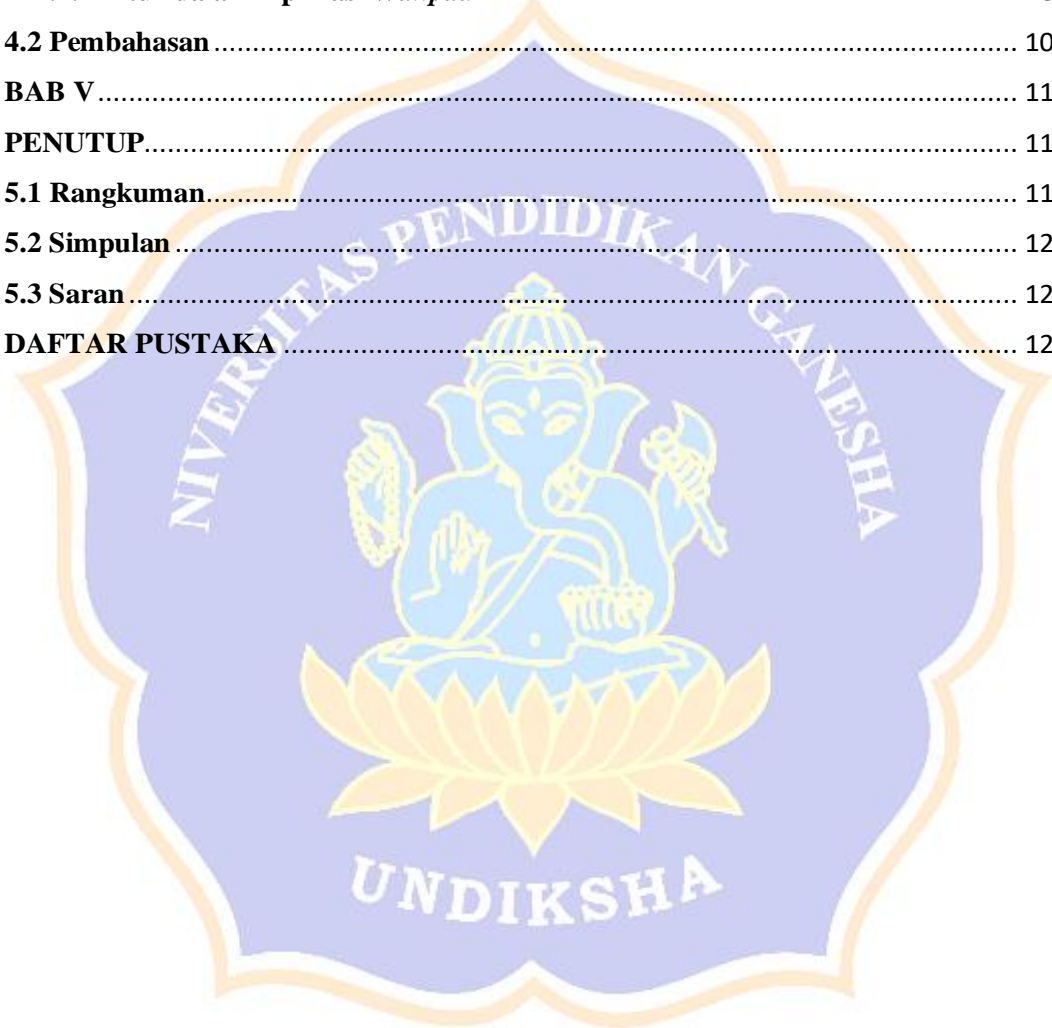 4.2 Pembahasan ........................................................................ 10
BAB V ........................................................................ 11
PENUTUP ........................................................................ 11
5.1 Rangkuman ........................................................................ 11
5.2 Simpulan ........................................................................ 12
5.3 Saran ........................................................................ 12
DAFTAR PUSTAKA ........................................................................ 12
NIVERSITAS PENDIDIKAN GANESHA
UNDIKSHA